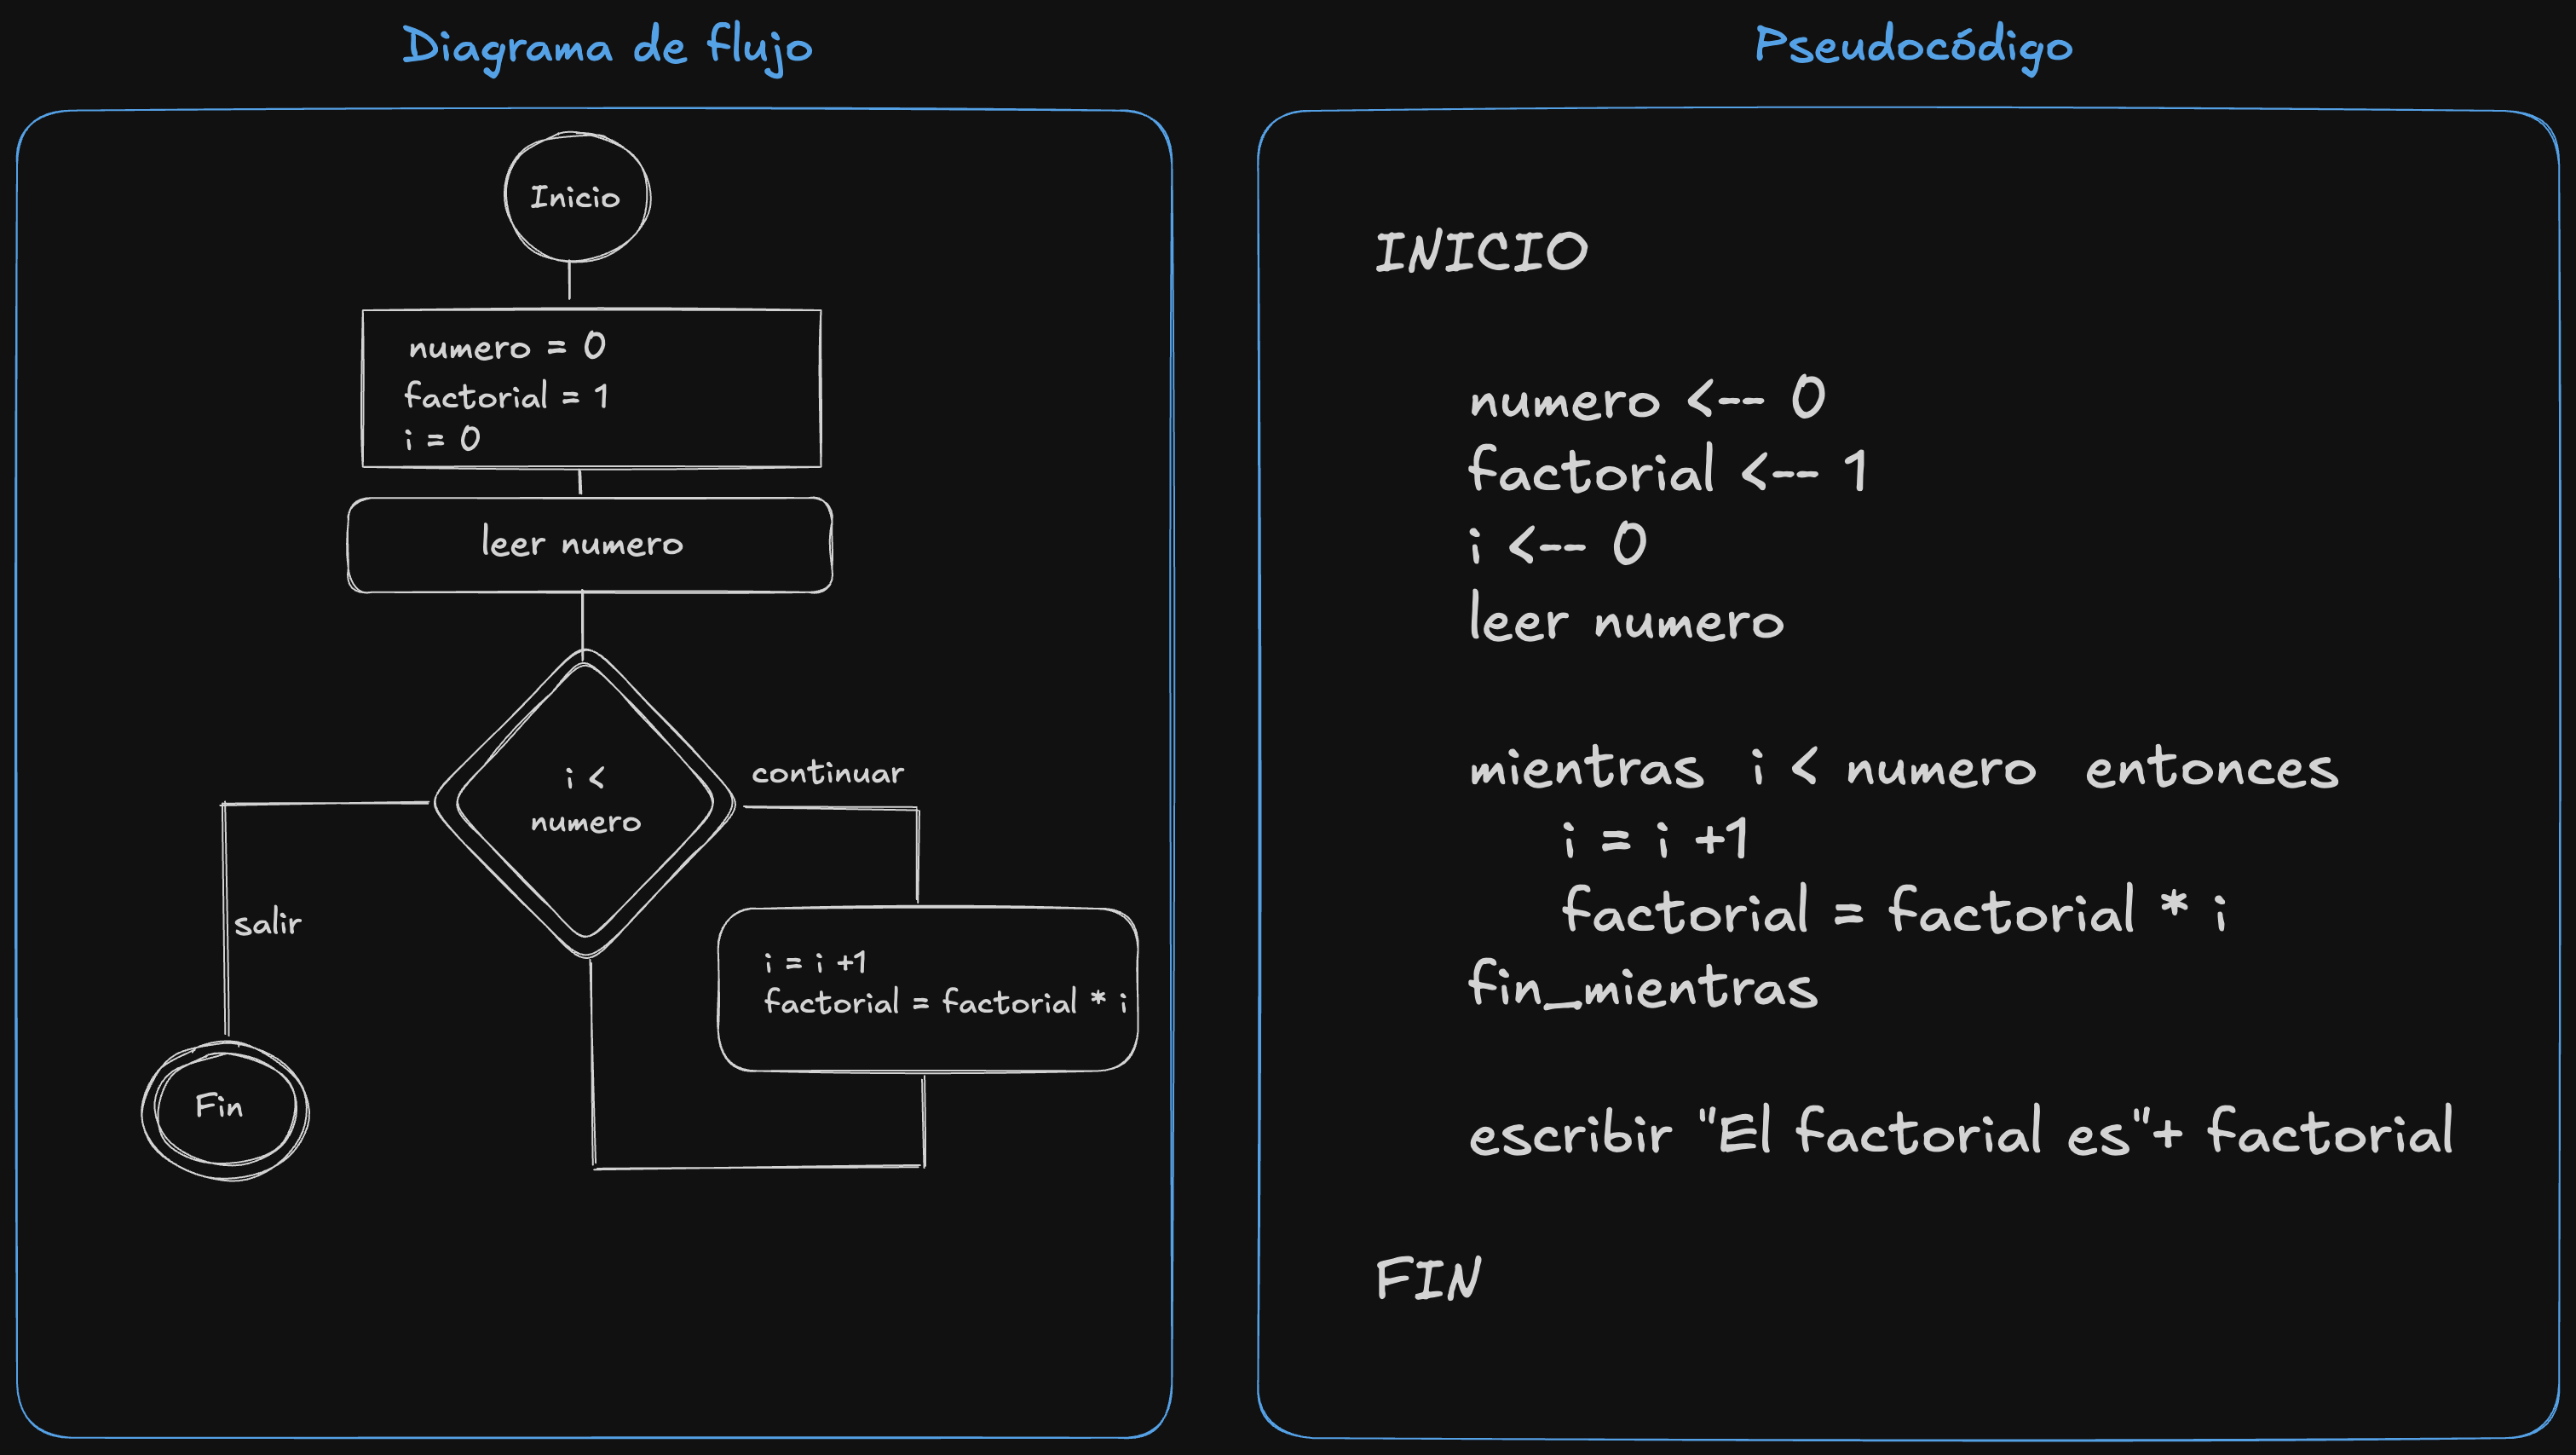 Diagrama de flujo
Inicio
numero = 0
factorial = 1
i = 0
leer numero
i <
numero
continuar
salir
i = i +1
factorial = factorial * i
Fin
Pseudocódigo
INICIO
numero <-- 0
factorial <-- 1
i <-- 0
leer numero
mientras i < numero entonces
i = i +1
factorial = factorial * i
fin_mientras
escribir "El factorial es"+ factorial
FIN